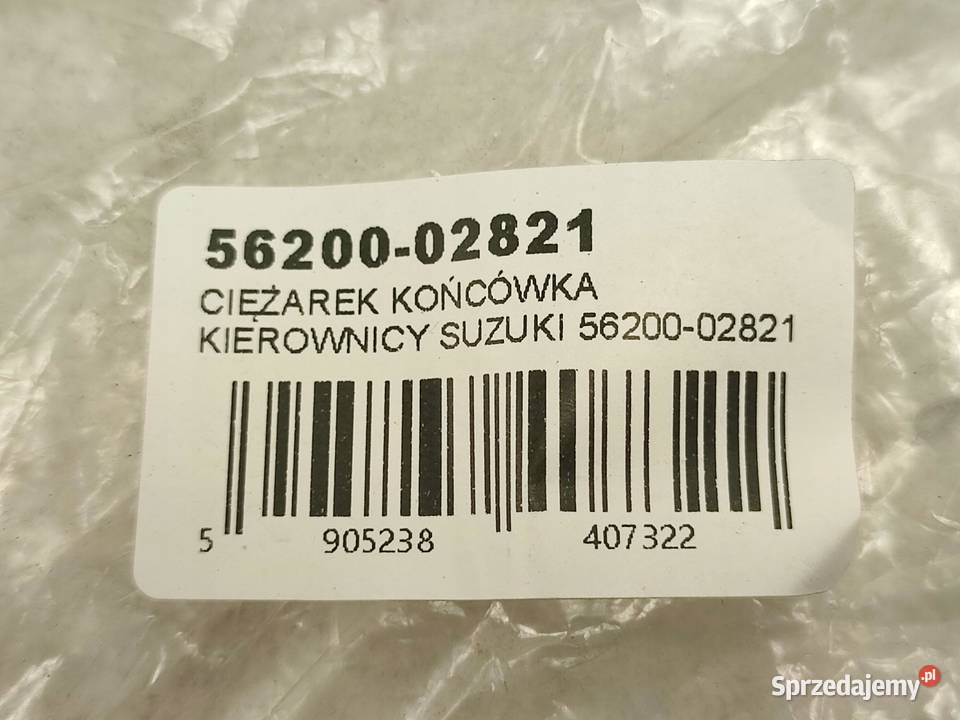 56200-02821
CIĘŻAREK KOŃCÓWKA
KIEROWNICY SUZUKI 56200-02821
5 905238 407322
Sprzedajemy.pl